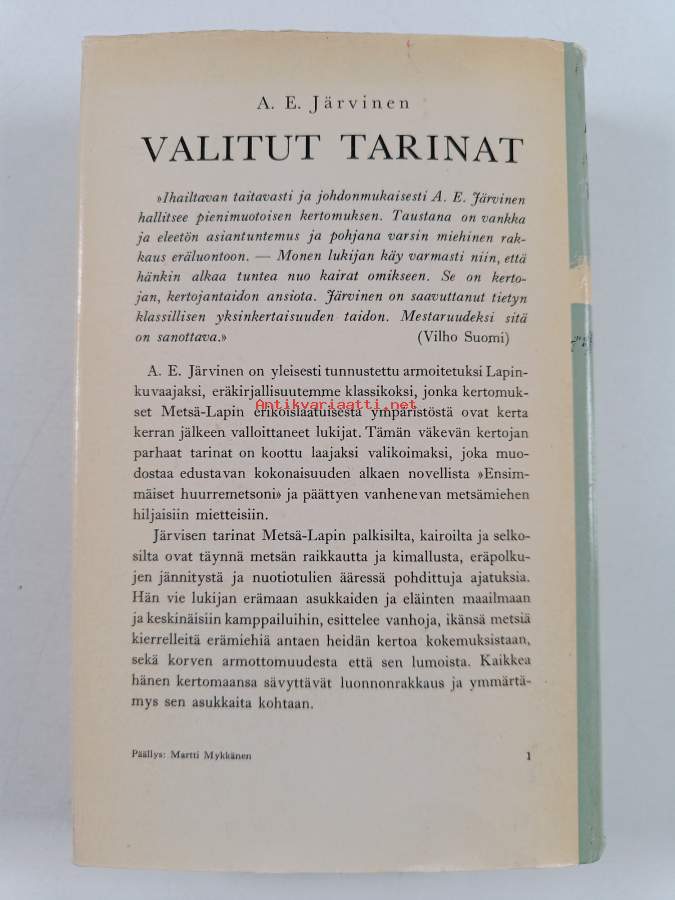 A. E. Järvinen
VALITUT TARINAT
»Ihailtavan taitavasti ja johdonmukaisesti A. E. Järvinen
hallitsee pienimuotoisen kertomuksen. Taustana on vankka
ja eleetön asiantuntemus ja pohjana varsin miehinen rak-
kaus eräluontoon. — Monen lukijan käy varmasti niin, että
hänkin alkaa tuntea nuo kairat omikseen. Se on kerto-
jan, kertojantaidon ansiota. Järvinen on saavuttanut tietyn
klassillisen yksinkertaisuuden taidon. Mestaruudeksi sitä
on sanottava.» (Vilho Suomi)
A. E. Järvinen on yleisesti tunnustettu armoitetuksi Lapin-
kuvaajaksi, eräkirjallisuutemme klassikoksi, jonka kertomuk-
set Metsä-Lapin erikoislaatuisesta ympäristöstä ovat kerta
Antikvariaatti.net
kerran jälkeen valloittaneet lukijat. Tämän väkevän kertojan
parhaat tarinat on koottu laajaksi valikoimaksi, joka muo-
dostaa edustavan kokonaisuuden alkaen novellista »Ensim-
mäiset huurremetsoni» ja päättyen vanhenevan metsämiehen
hiljaisiin mietteisiin.
Järvisen tarinat Metsä-Lapin palkisilta, kairoilta ja selko-
silta ovat täynnä metsän raikkautta ja kimallusta, eräpolku-
jen jännitystä ja nuotiotulien ääressä pohdittuja ajatuksia.
Hän vie lukijan erämaan asukkaiden ja eläinten maailmaan
ja keskinäisiin kamppailuihin, esittelee vanhoja, ikänsä metsiä
kierrelleitä erämiehiä antaen heidän kertoa kokemuksistaan,
sekä korven armottomuudesta että sen lumoista. Kaikkea
hänen kertomaansa sävyttävät luonnonrakkaus ja ymmärtä-
mys sen asukkaita kohtaan.
Päällys: Martti Mykkänen 1